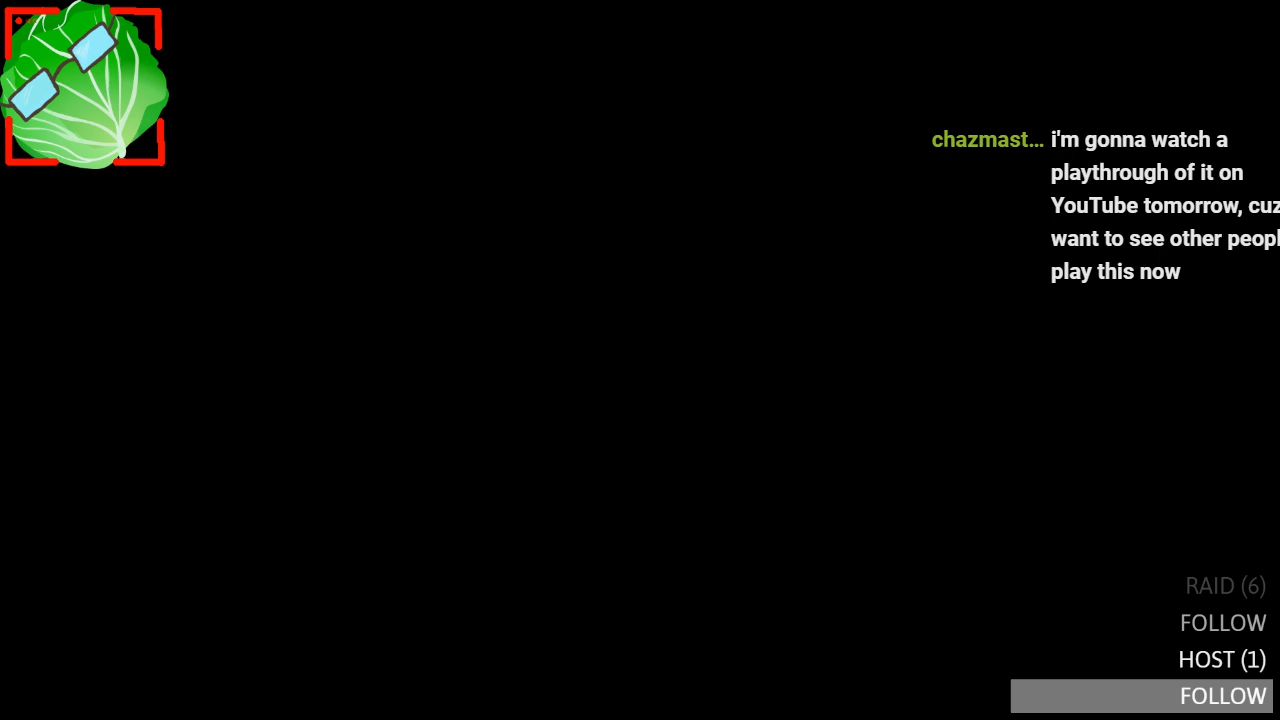 chazmast... i'm gonna watch a
playthrough of it on
YouTube tomorrow, cuz
want to see other
play this now
RAID (6)
FOLLOW
HOST (1)
FOLLOW